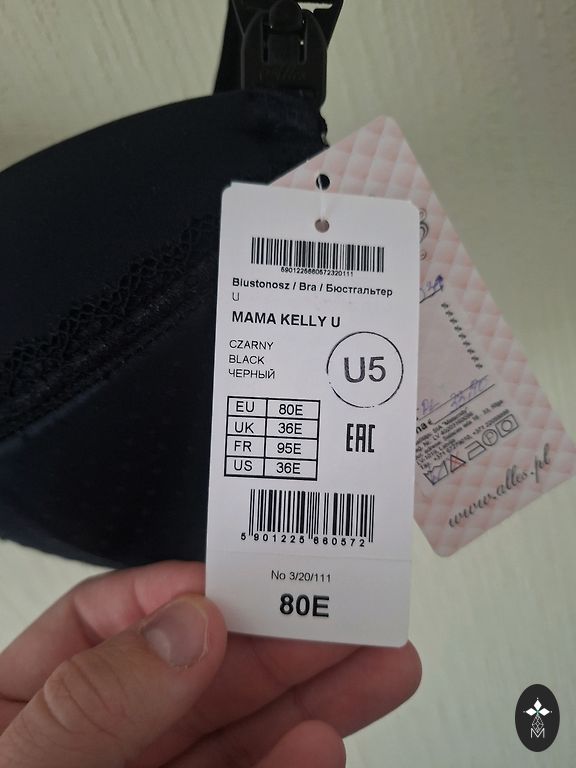 5901225660572320111
Biustonosz / Bra / Бюстгальтер
U
MAMA KELLY U
CZARNY
BLACK
ЧЕРНЫЙ
U5
EU 80E
UK 36E
FR 95E
US 36E
EAC
5 901225 660572
No 3/20/111
80E
www.alles.pl
M